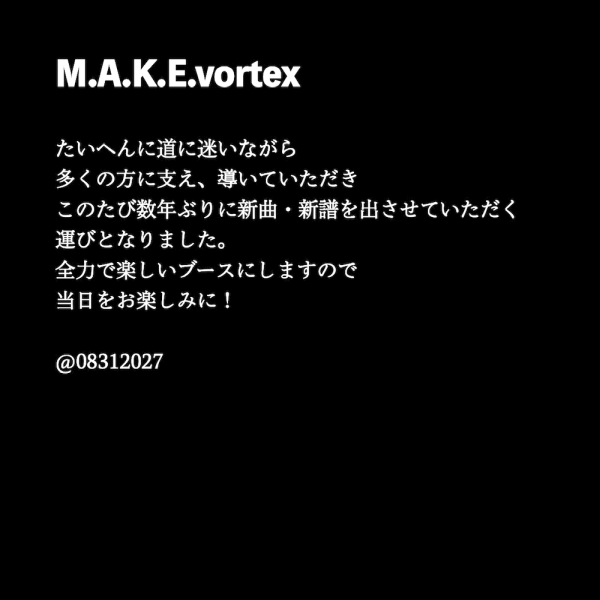 M.A.K.E.vortex
たいへんに道に迷いながら
多くの方に支え、導いていただき
このたび数年ぶりに新曲・新譜を出させていただく
運びとなりました。
全力で楽しいブースにしますので
当日をお楽しみに！
@08312027